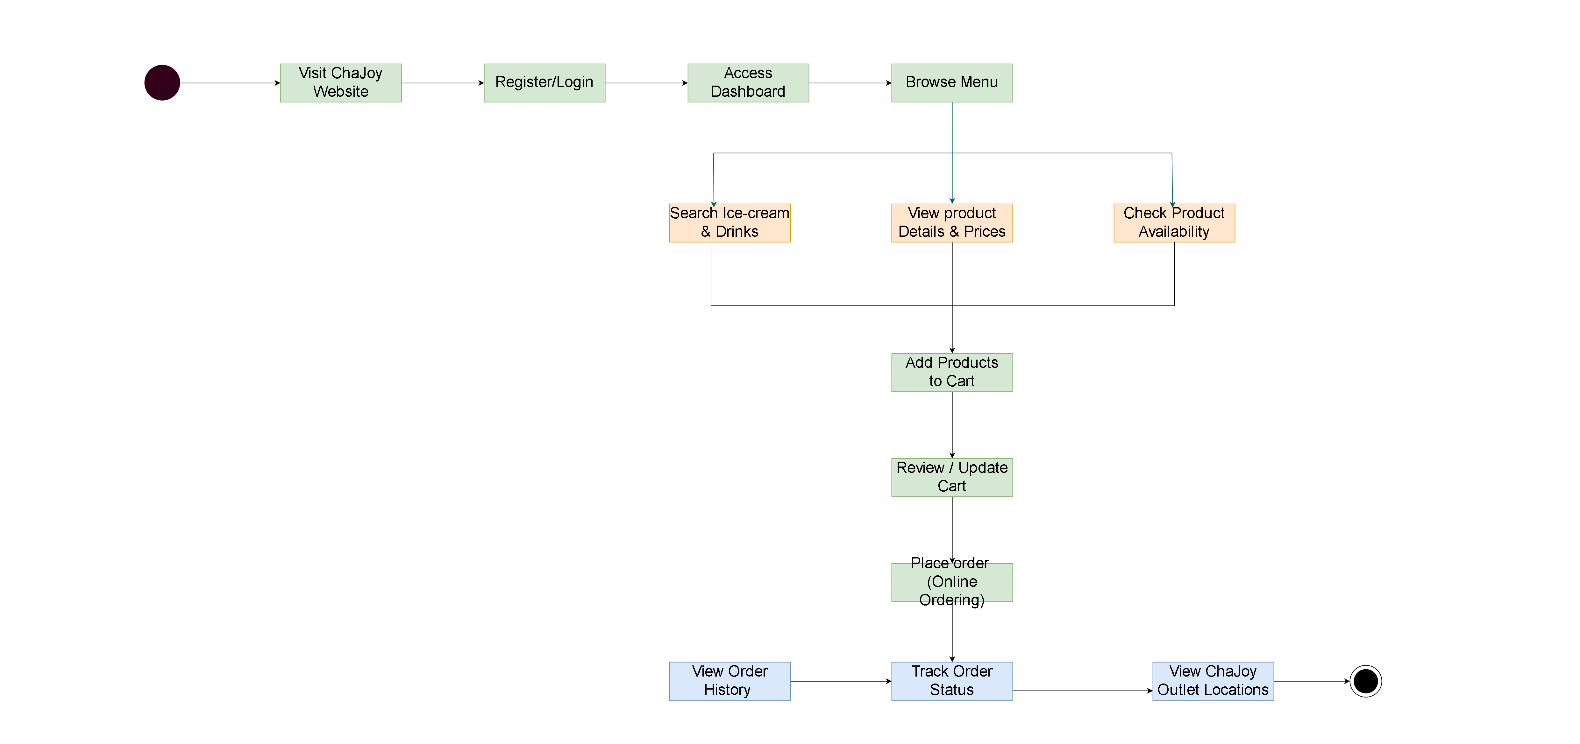 Visit ChaJoy
Website
Register/Login
Access
Dashboard
Browse Menu
Search Ice-cream
& Drinks
View product
Details & Prices
Check Product
Availability
Add Products
to Cart
Review / Update
Cart
Place order
(Online
Ordering)
View Order
History
Track Order
Status
View ChaJoy
Outlet Locations